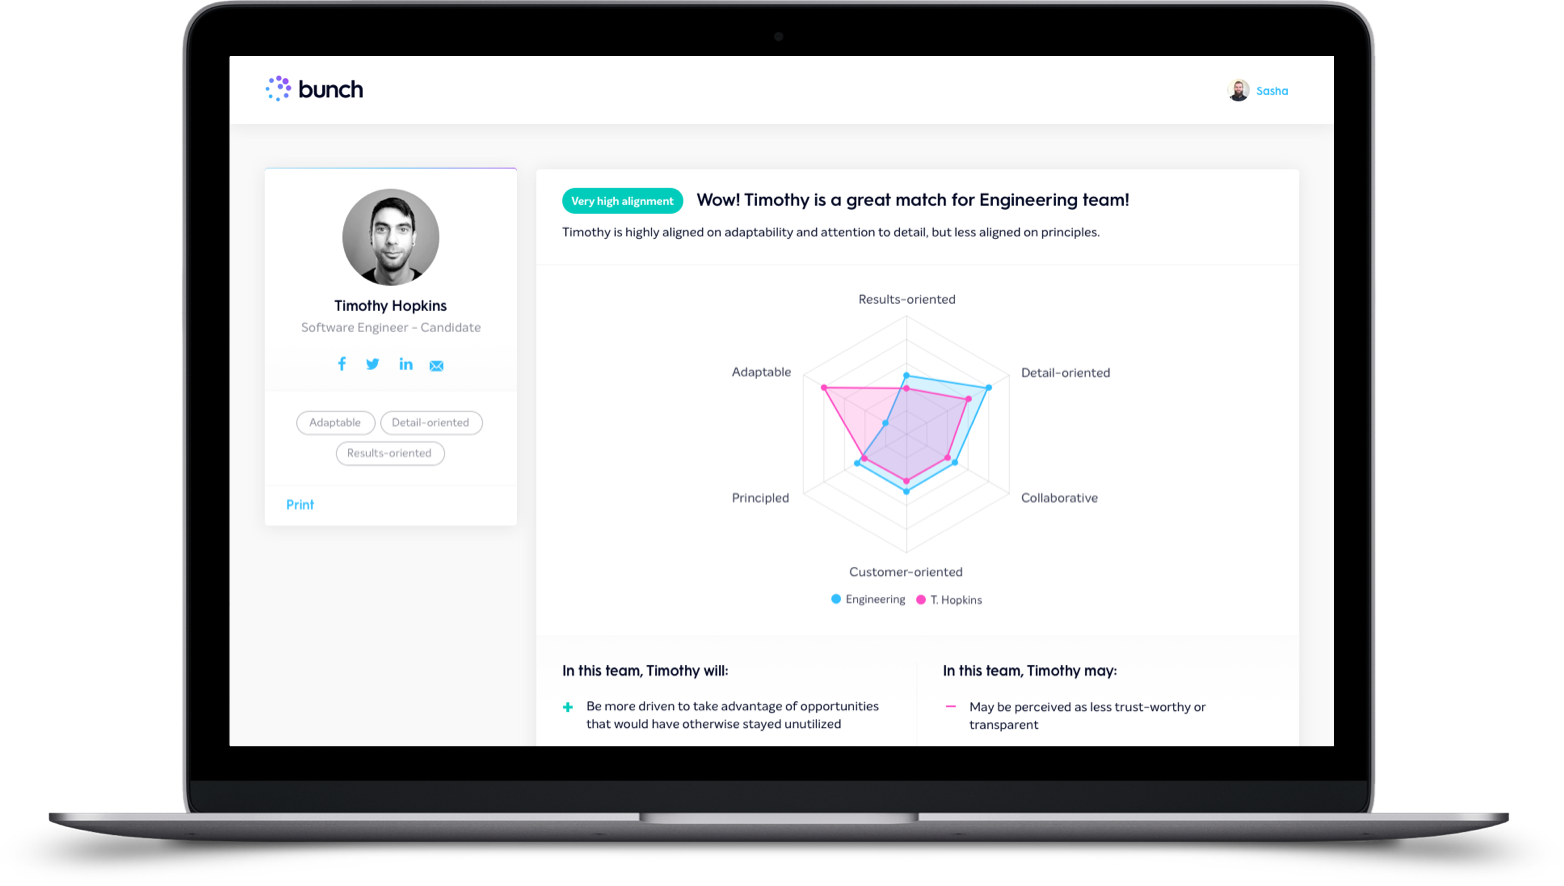 bunch
Sasha
Timothy Hopkins
Software Engineer - Candidate
Adaptable
Detail-oriented
Results-oriented
Print
Very high alignment
Wow! Timothy is a great match for Engineering team!
Timothy is highly aligned on adaptability and attention to detail, but less aligned on principles.
Results-oriented
Adaptable
Detail-oriented
Principled
Collaborative
Customer-oriented
Engineering
T. Hopkins
In this team, Timothy will:
Be more driven to take advantage of opportunities
that would have otherwise stayed unutilized
In this team, Timothy may:
May be perceived as less trust-worthy or
transparent